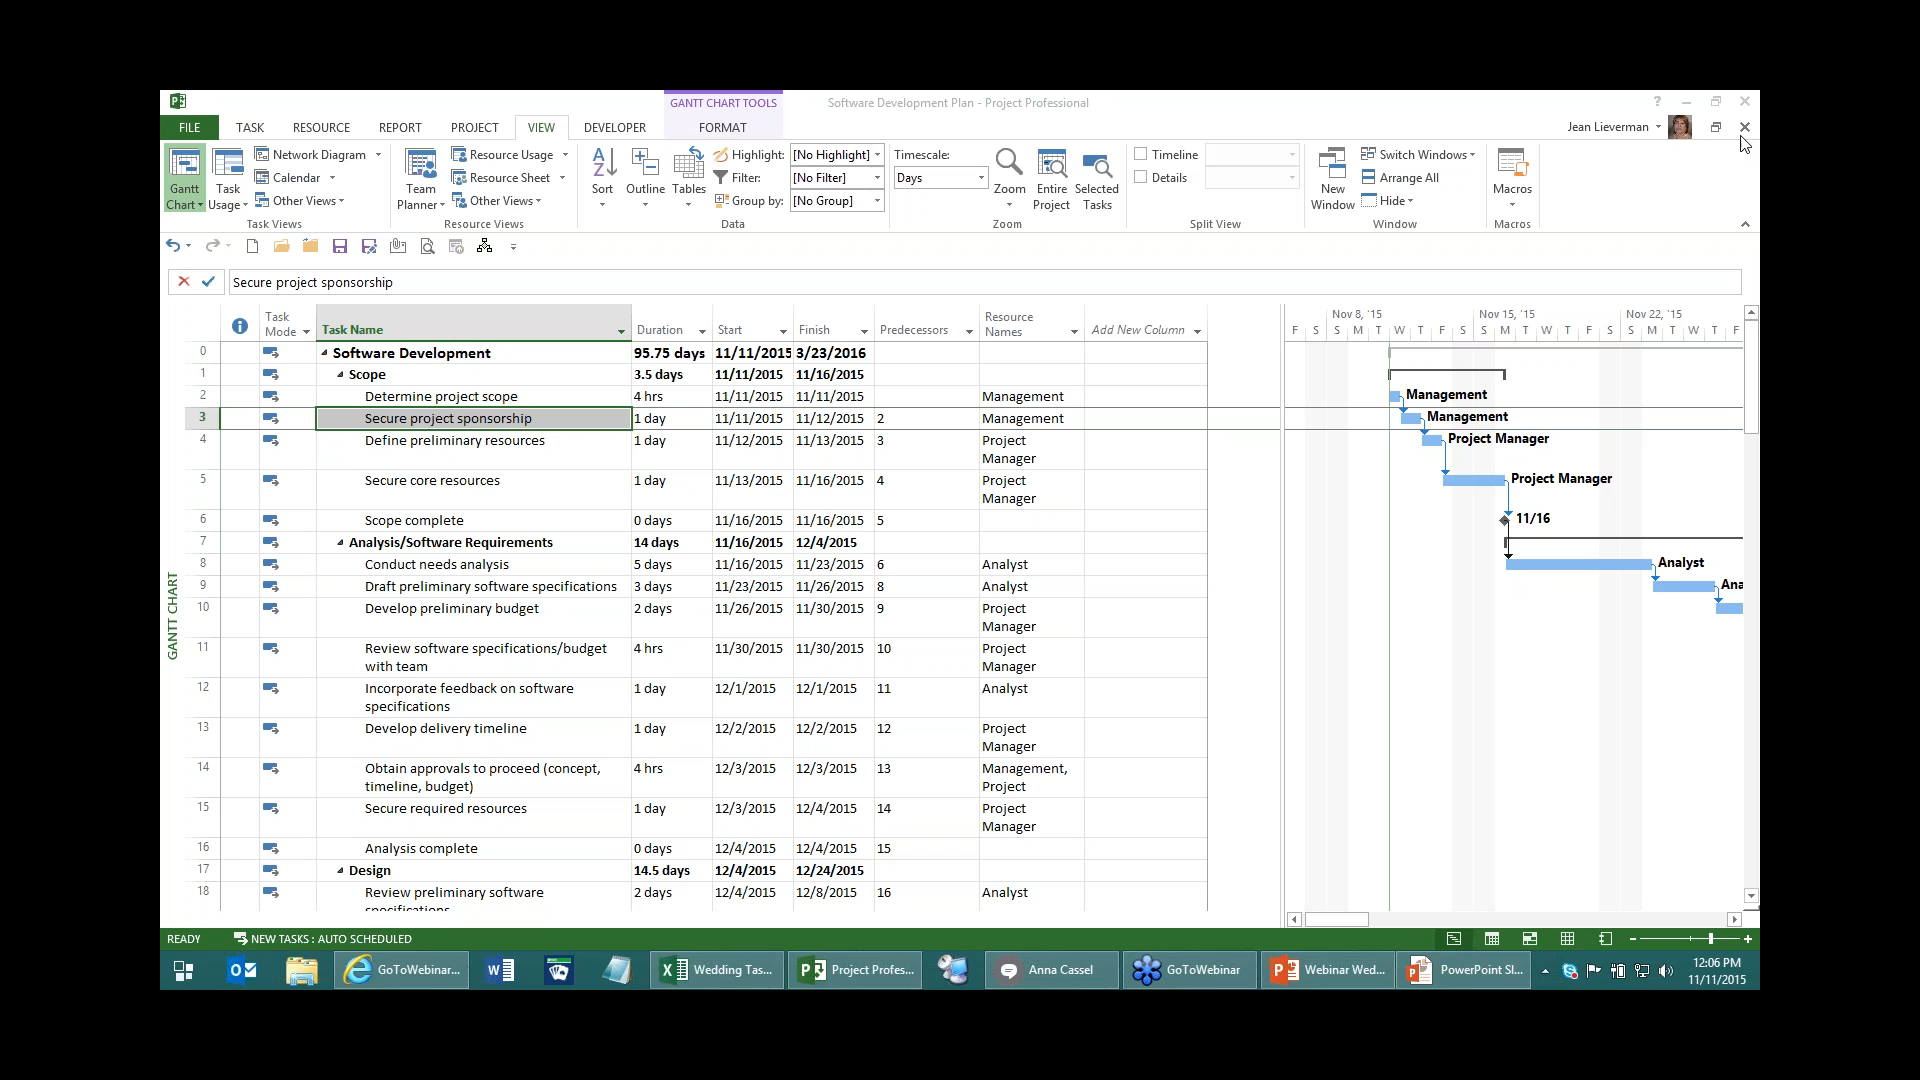 GANTT CHART TOOLS
Software Development Plan - Project Professional
?
FILE TASK RESOURCE REPORT PROJECT VIEW DEVELOPER FORMAT
Jean Lieverman
Gantt Chart
Task Usage
Network Diagram
Calendar
Other Views
Task Views
Team Planner
Resource Usage
Resource Sheet
Other Views
Resource Views
Sort
Outline
Tables
Highlight: [No Highlight]
Filter: [No Filter]
Group by: [No Group]
Data
Timescale:
Days
Zoom
Entire Project
Selected Tasks
Zoom
Timeline
Details
Split View
New Window
Switch Windows
Arrange All
Hide
Window
Macros
Macros
Secure project sponsorship
Task Mode Task Name Duration Start Finish Predecessors Resource Names Add New Column
Nov 8, '15 Nov 15, '15 Nov 22, '15
F S S M T W T F S S M T W T F S S M T W T F
0 Software Development 95.75 days 11/11/2015 3/23/2016
1 Scope 3.5 days 11/11/2015 11/16/2015
2 Determine project scope 4 hrs 11/11/2015 11/11/2015 Management Management
3 Secure project sponsorship 1 day 11/11/2015 11/12/2015 2 Management Management
4 Define preliminary resources 1 day 11/12/2015 11/13/2015 3 Project Manager Project Manager
5 Secure core resources 1 day 11/13/2015 11/16/2015 4 Project Manager Project Manager
6 Scope complete 0 days 11/16/2015 11/16/2015 5 11/16
7 Analysis/Software Requirements 14 days 11/16/2015 12/4/2015
8 Conduct needs analysis 5 days 11/16/2015 11/23/2015 6 Analyst Analyst
9 Draft preliminary software specifications 3 days 11/23/2015 11/26/2015 8 Analyst Ana
10 Develop preliminary budget 2 days 11/26/2015 11/30/2015 9 Project Manager
11 Review software specifications/budget with team 4 hrs 11/30/2015 11/30/2015 10 Project Manager
12 Incorporate feedback on software specifications 1 day 12/1/2015 12/1/2015 11 Analyst
13 Develop delivery timeline 1 day 12/2/2015 12/2/2015 12 Project Manager
14 Obtain approvals to proceed (concept, timeline, budget) 4 hrs 12/3/2015 12/3/2015 13 Management, Project
15 Secure required resources 1 day 12/3/2015 12/4/2015 14 Project Manager
16 Analysis complete 0 days 12/4/2015 12/4/2015 15
17 Design 14.5 days 12/4/2015 12/24/2015
18 Review preliminary software specifications 2 days 12/4/2015 12/8/2015 16 Analyst
GANTT CHART
READY NEW TASKS : AUTO SCHEDULED
GoToWebinar... Wedding Tas... Project Profes... Anna Cassel GoToWebinar Webinar Wed... PowerPoint Sl...
12:06 PM
11/11/2015